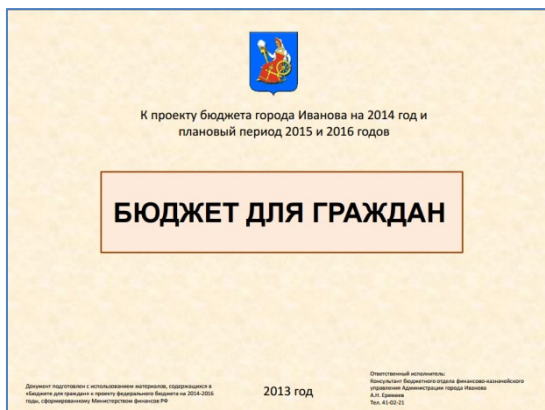 К проекту бюджета города Иванова на 2014 год и
плановый период 2015 и 2016 годов
БЮДЖЕТ ДЛЯ ГРАЖДАН
Документ подготовлен с использованием материалов, содержащихся в
«Бюджете для граждан» к проекту федерального бюджета на 2014-2016
годы, сформированному Министерством финансов РФ
2013 год
Ответственный исполнитель:
Консультант бюджетного отдела финансово-казначейского
управления Администрации города Иванова
А.Н. Еремеев
Тел. 41-02-21